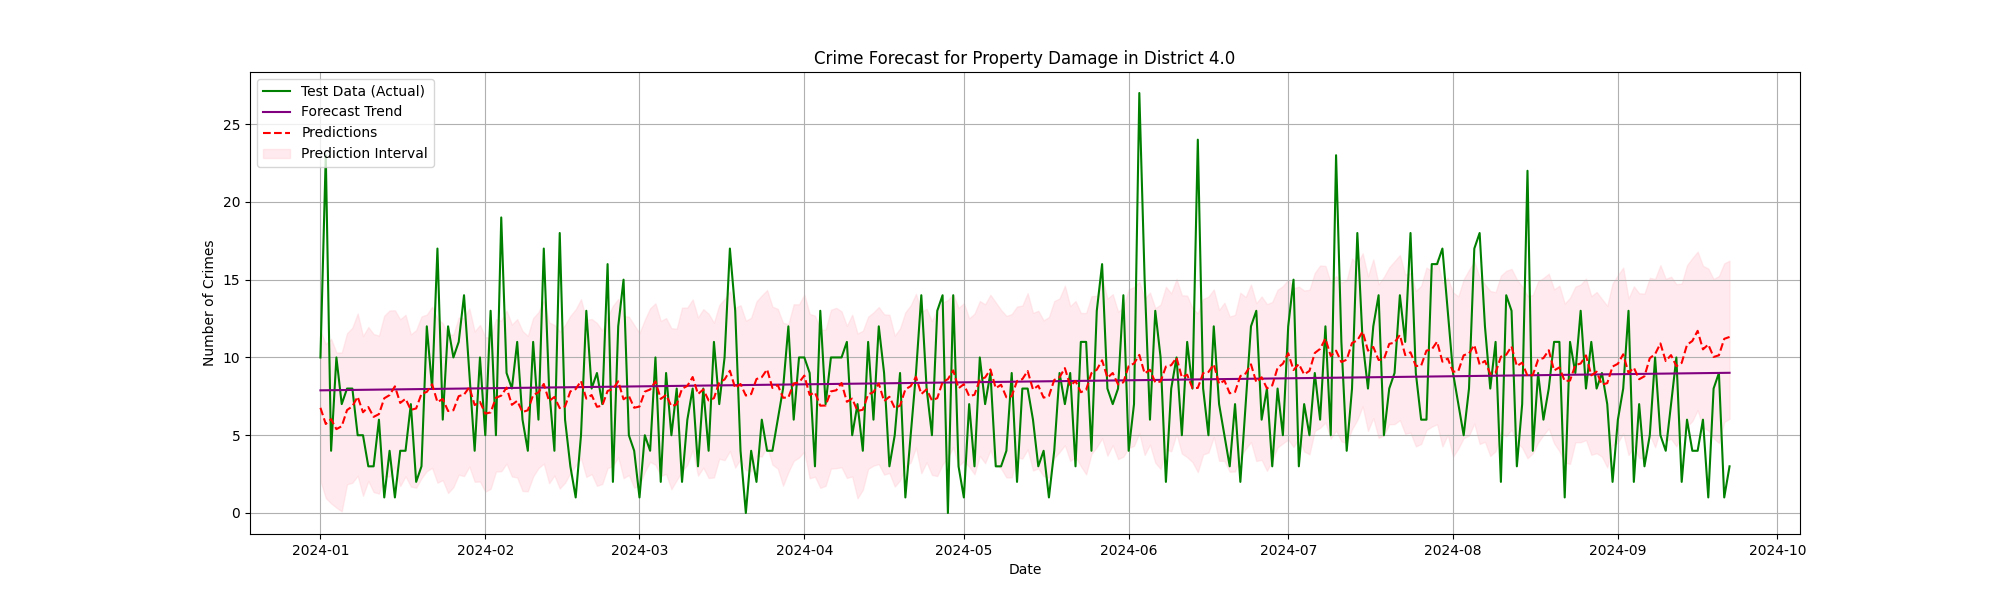 Crime Forecast for Property Damage in District 4.0
Test Data (Actual)
Forecast Trend
Predictions
Prediction Interval
Number of Crimes
25
20
15
10
5
0
2024-01
2024-02
2024-03
2024-04
2024-05
2024-06
2024-07
2024-08
2024-09
2024-10
Date